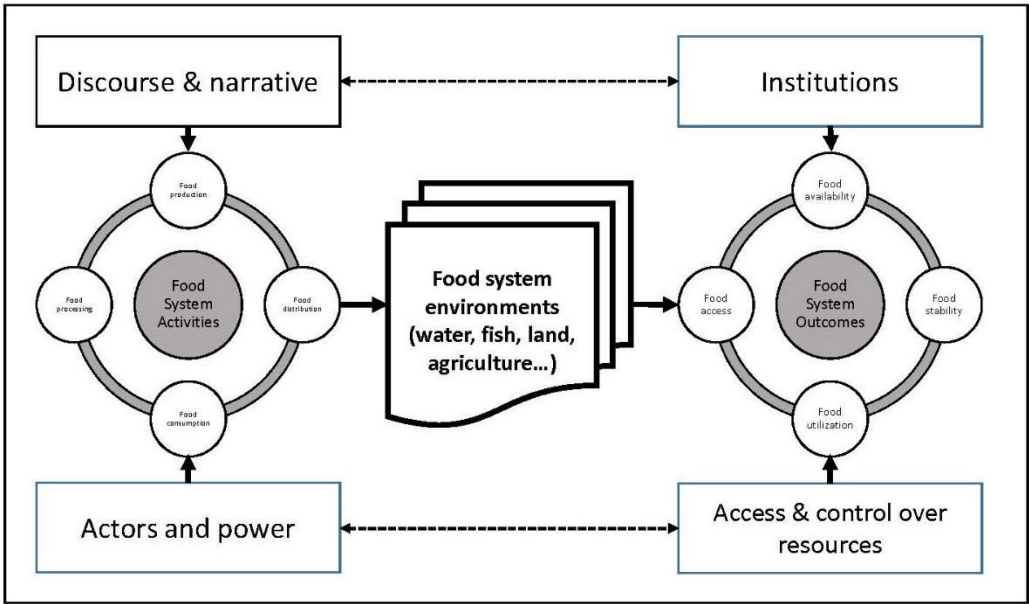 Discourse & narrative
Institutions
Food
production
Food
processing
Food
System
Activities
Food
distribution
Food
consumption
Food system
environments
(water, fish, land,
agriculture...)
Food
availability
Food
access
Food
System
Outcomes
Food
stability
Food
utilization
Actors and power
Access & control over
resources